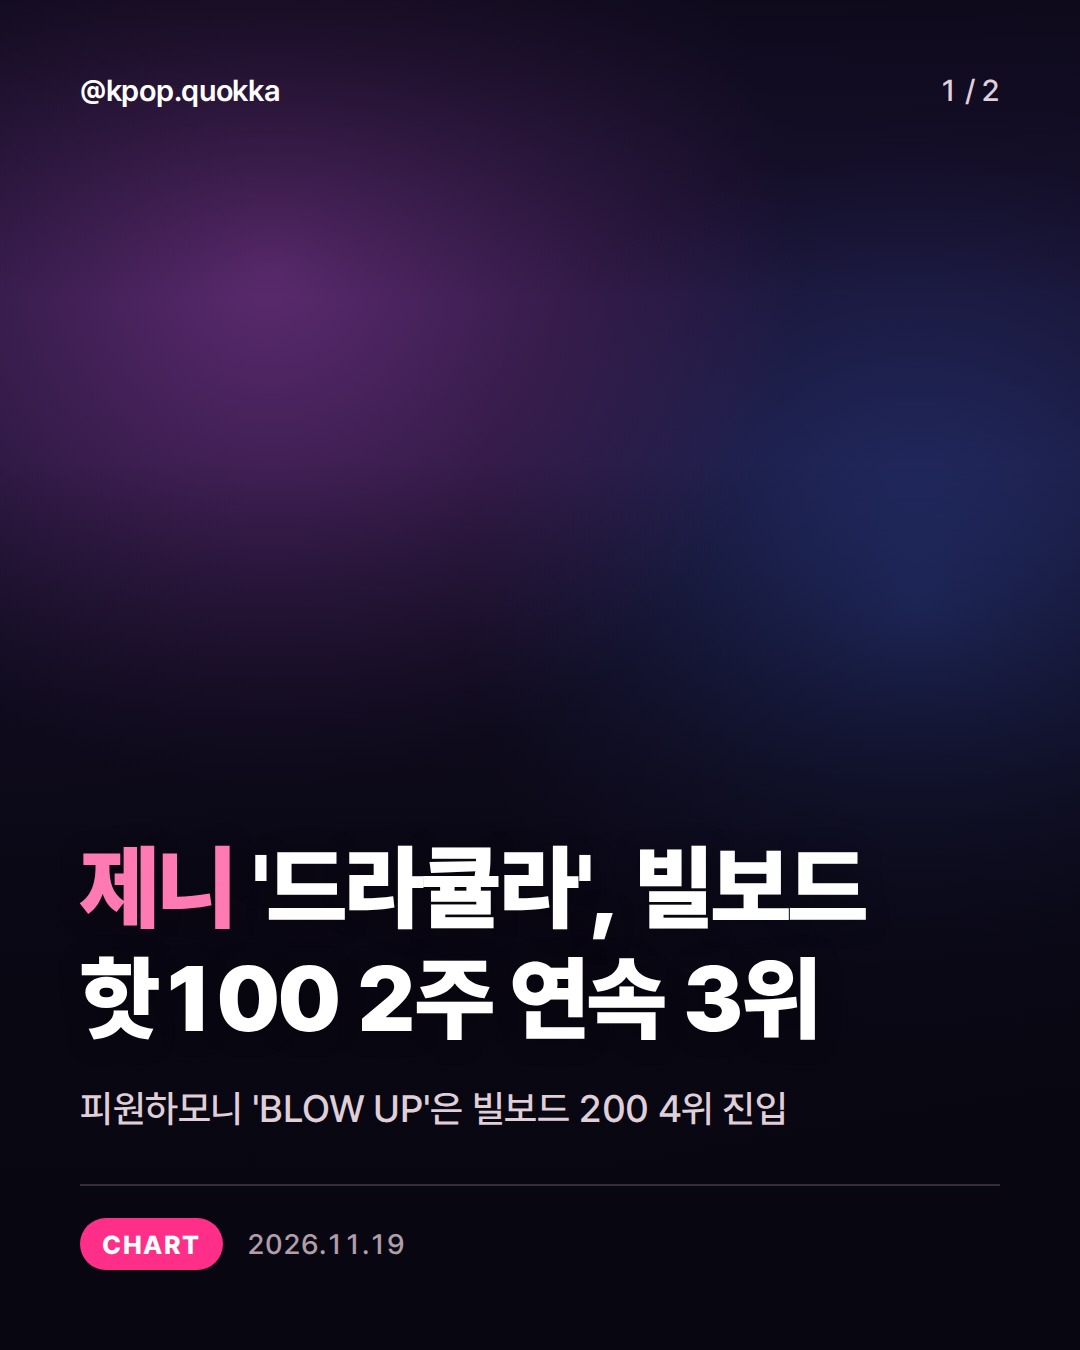 @kpop.quokka
1 / 2
제니 '드라큘라', 빌보드
핫100 2주 연속 3위
피원하모니 'BLOW UP'은 빌보드 200 4위 진입
CHART
2026.11.19